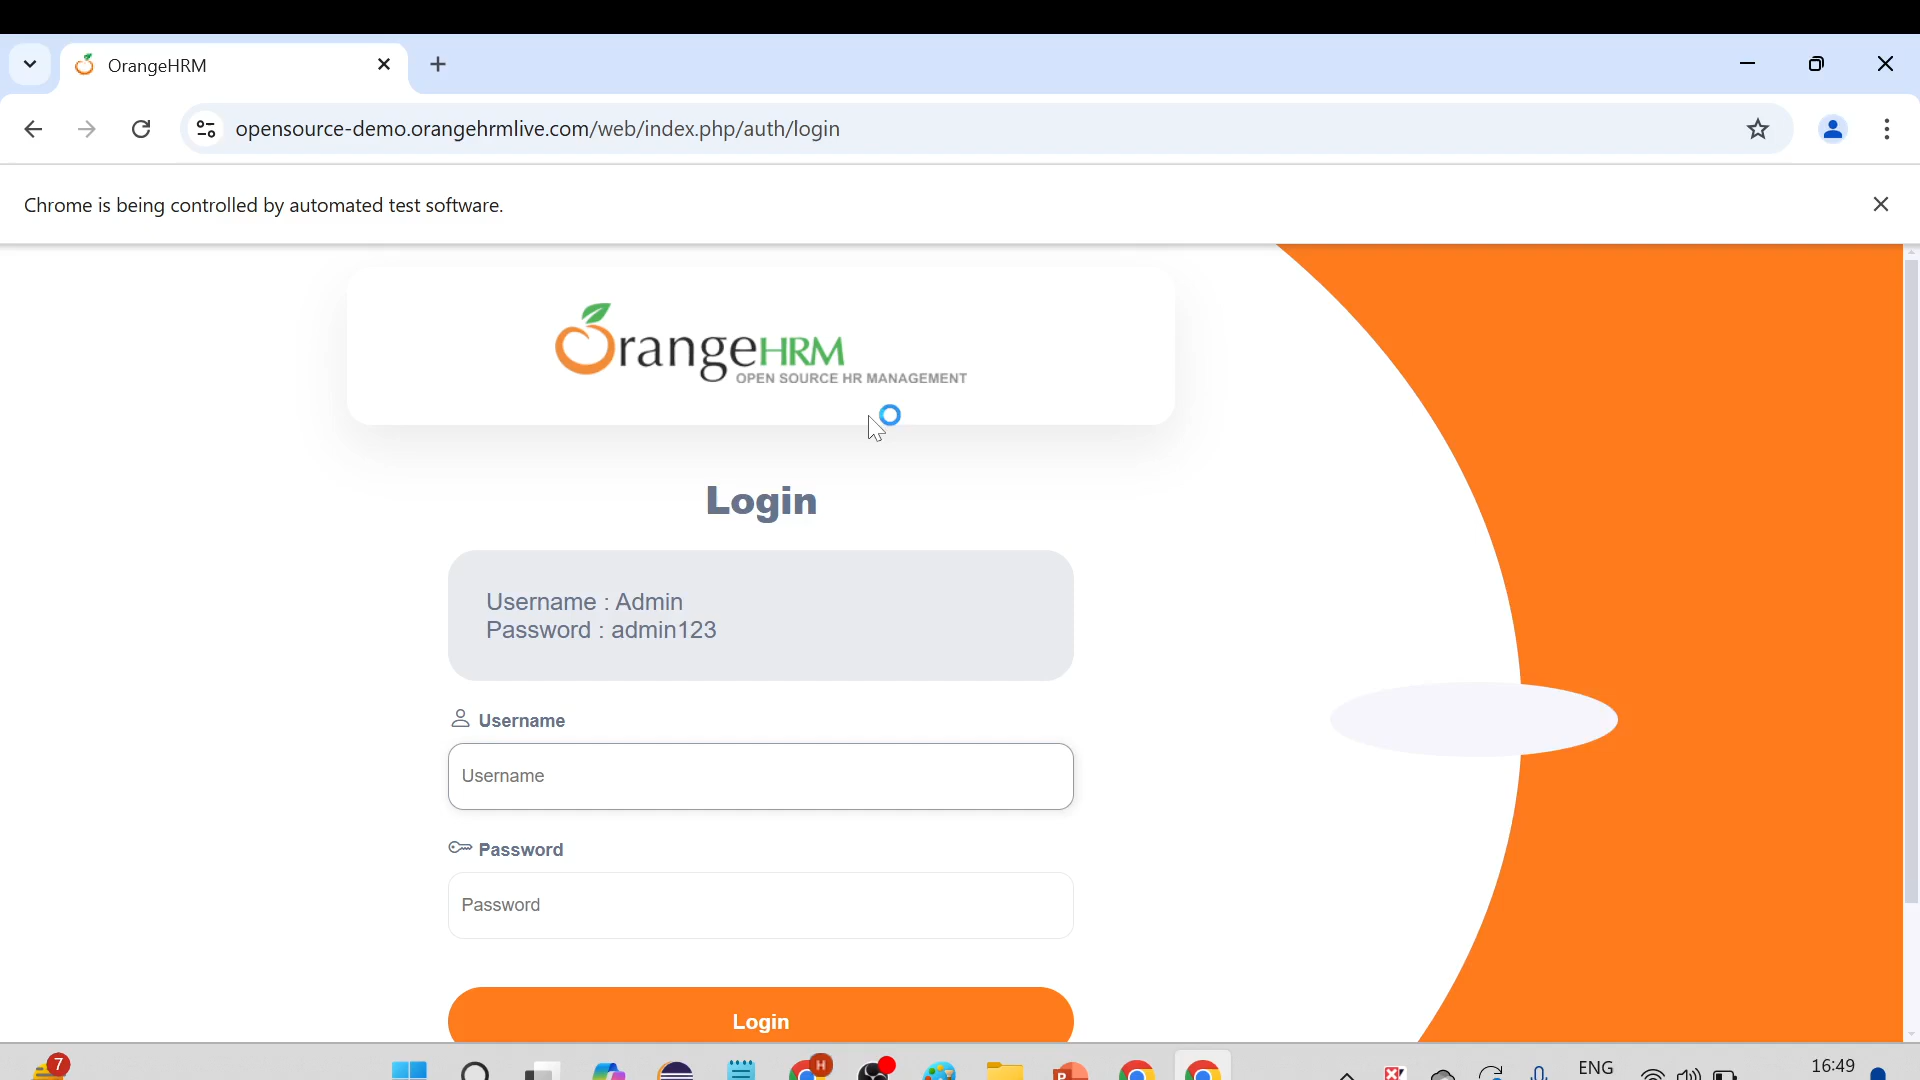 OrangeHRM
opensource-demo.orangehrmlive.com/web/index.php/auth/login
Chrome is being controlled by automated test software.
OrangeHRM
OPEN SOURCE HR MANAGEMENT
Login
Username : Admin
Password : admin123
Username
Username
Password
Password
Login
7
H
P
ENG
16:49